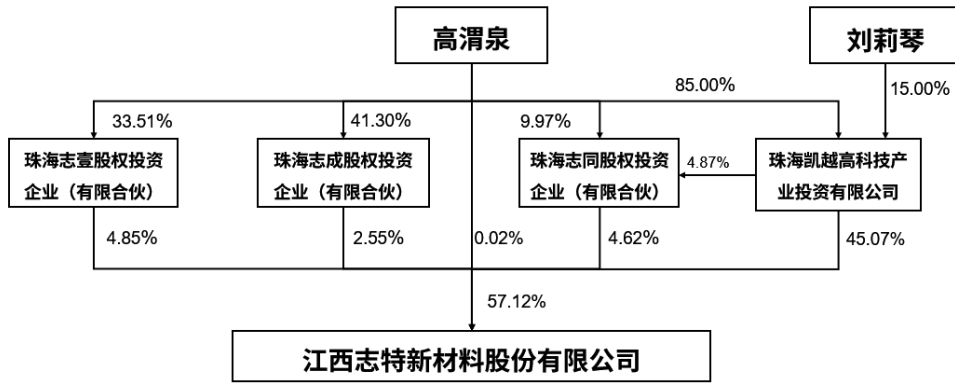 高渭泉
刘莉琴
85.00%
15.00%
33.51%
41.30%
9.97%
珠海志壹股权投资
企业（有限合伙）
珠海志成股权投资
企业（有限合伙）
珠海志同股权投资
企业（有限合伙）
4.87%
珠海凯越高科技产
业投资有限公司
4.85%
2.55%
0.02%
4.62%
45.07%
57.12%
江西志特新材料股份有限公司